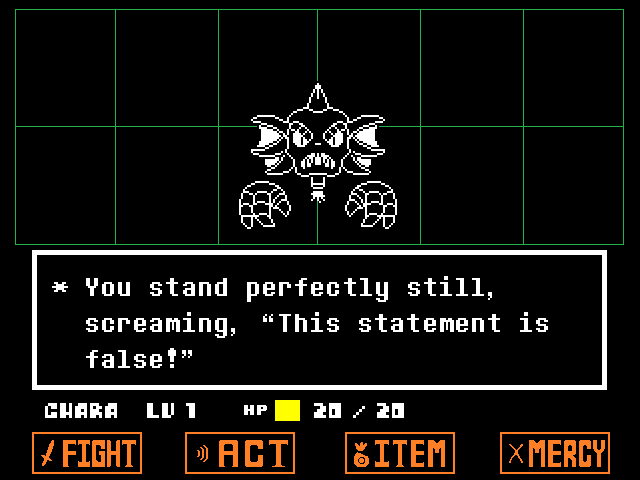 * You stand perfectly still,
screaming, “This statement is
false!”
CHARA LV 1 HP 20 / 20
FIGHT ACT ITEM MERCY